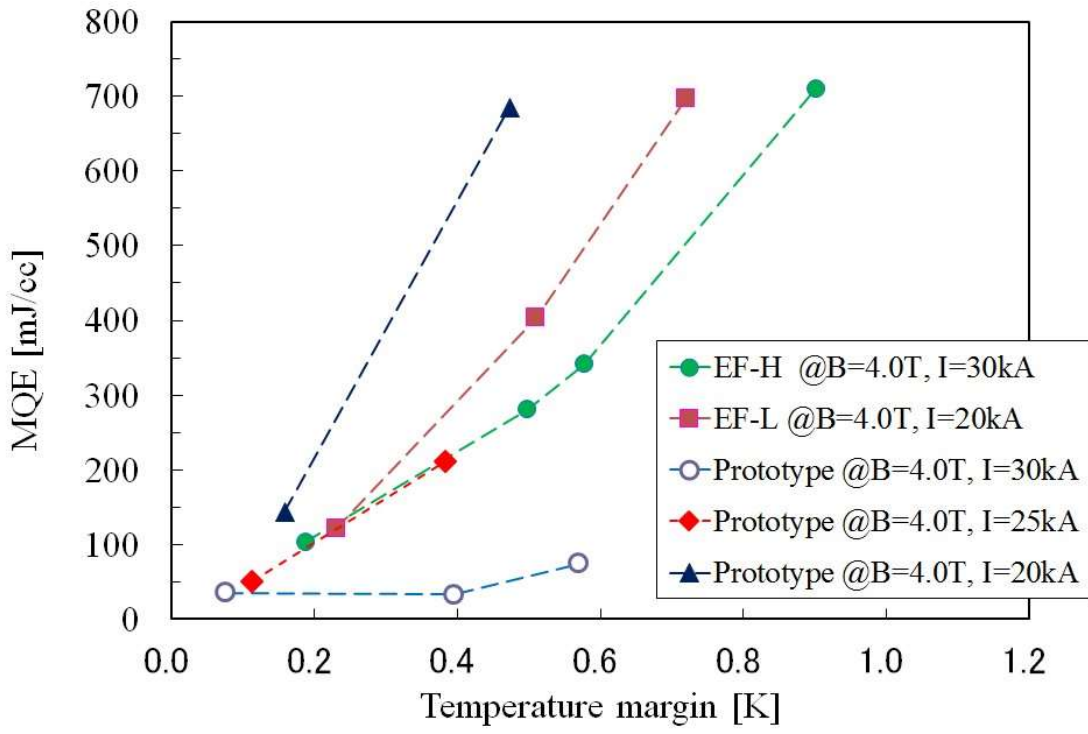 800
700
600
500
400
300
200
100
0
MQE [mJ/cc]
EF-H @B=4.0T, I=30kA
EF-L @B=4.0T, I=20kA
Prototype @B=4.0T, I=30kA
Prototype @B=4.0T, I=25kA
Prototype @B=4.0T, I=20kA
0.0 0.2 0.4 0.6 0.8 1.0 1.2
Temperature margin [K]